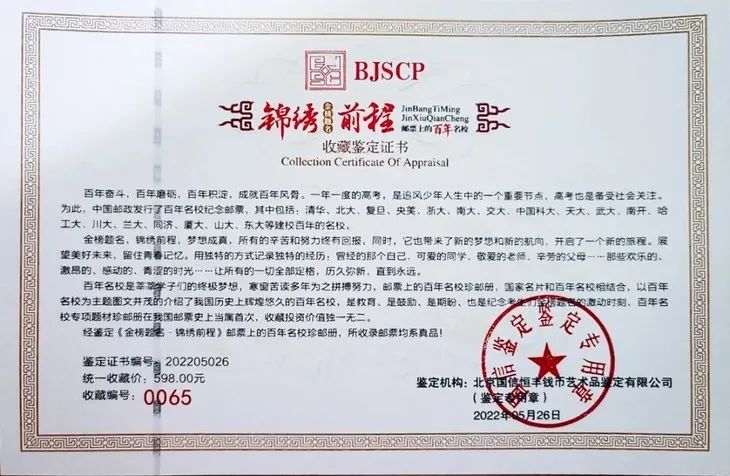 BJSCP
锦绣 金榜题名 前程 JinBangTiMing
JinXiuQianCheng
邮票上的百年名校
收藏鉴定证书
Collection Certificate Of Appraisal
百年奋斗，百年磨砺，百年积淀，成就百年风骨。一年一度的高考，是追风少年人生中的一个重要节点，高考也是备受社会关注。
为此，中国邮政发行了百年名校纪念邮票，其中包括：清华、北大、复旦、央美、浙大、南大、交大、中国科大、天大、武大、南开、哈
工大、川大、兰大、同济、厦大、山大、东大等建校百年的名校。
金榜题名，锦绣前程，梦想成真，所有的辛苦和努力终有回报，同时，它也带来了新的梦想和新的航向，开启了一个新的旅程。展
望美好未来，留住青春记忆。用独特的方式记录独特的经历：曾经的那个自己、可爱的同学、敬爱的老师、辛劳的父母……那些欢乐的、
激昂的、感动的、青涩的时光……让所有的一切全部定格，历久弥新，直到永远。
百年名校是莘莘学子们的终极梦想，寒窗苦读多年为之拼搏努力，邮票上的百年名校珍邮册，国家名片和百年名校相结合，以百年
名校为主题图文并茂的介绍了我国历史上辉煌悠久的百年名校，是教育、是鼓励、是期盼、也是纪念考生们金榜题名的激动时刻，百年名
校专项题材珍邮册在我国邮票史上当属首次，收藏投资价值独一无二。
经鉴定《金榜题名·锦绣前程》邮票上的百年名校珍邮册，所收录邮票均系真品！
鉴定证书编号：202205026
统一收藏价：598.00元
收藏编号：0065
鉴定机构：北京国信恒丰钱币艺术品鉴定有限公司
（鉴定专用章）
2022年05月26日
国信鉴定鉴定专用章